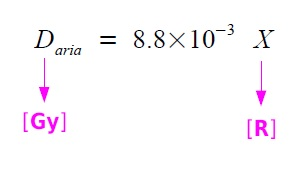 D_aria = 8.8×10⁻³ X
[Gy] [R]